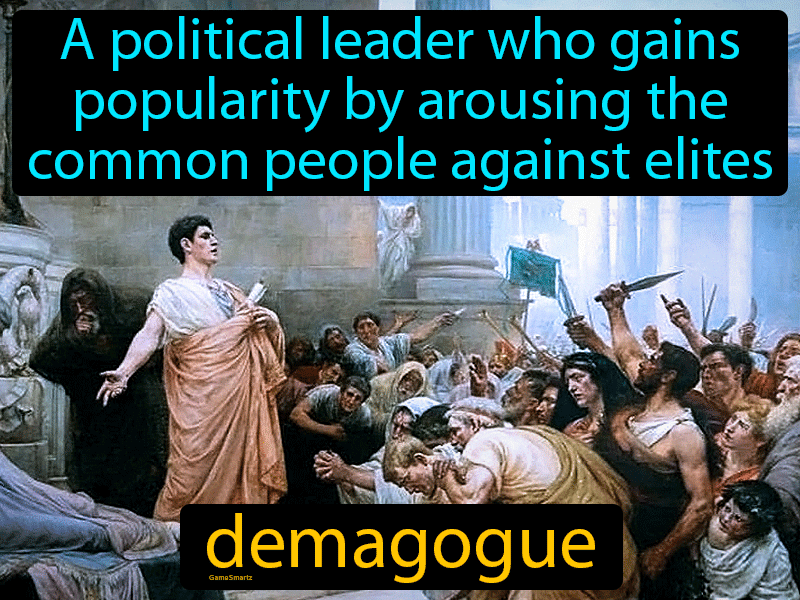 A political leader who gains
popularity by arousing the
common people against elites
demagogue
GamaSmartz